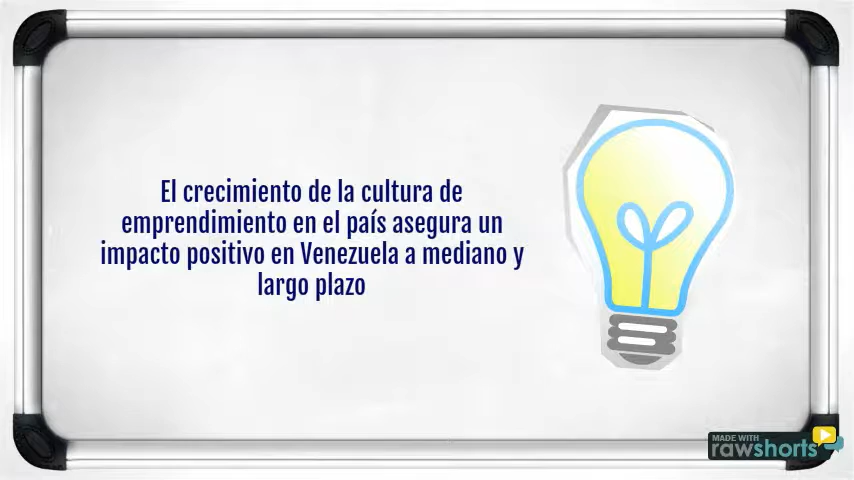 El crecimiento de la cultura de
emprendimiento en el país asegura un
impacto positivo en Venezuela a mediano y
largo plazo
MADE WITH
rawshorts